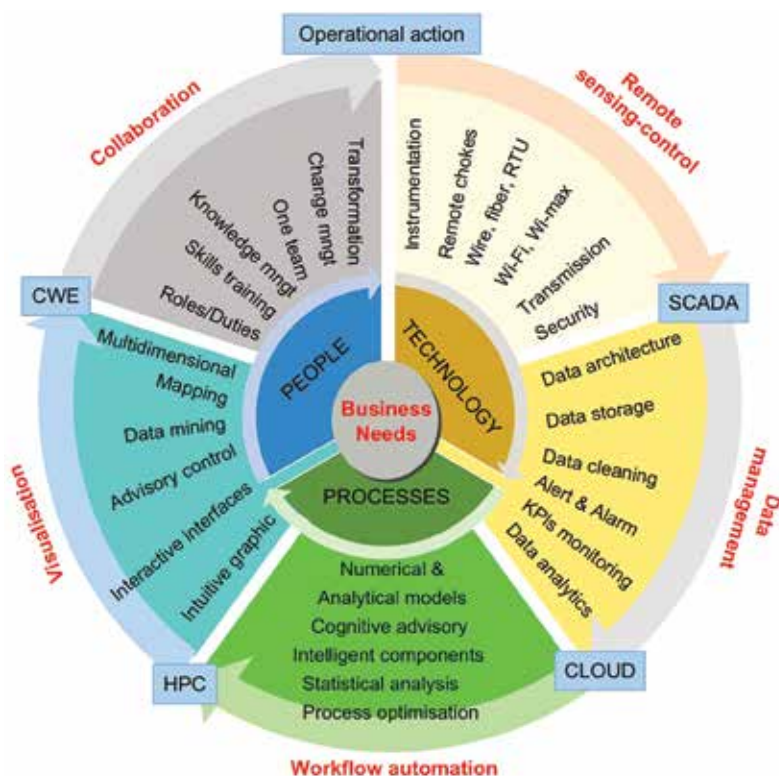 Operational action
Remote
sensing-control
Instrumentation
Remote chokes
Wire, fiber, RTU
Wi-Fi, Wi-max
Transmission
Security
SCADA
Data
management
Data architecture
Data storage
Data cleaning
Alert & Alarm
KPIs monitoring
Data analytics
CLOUD
Workflow automation
Numerical &
Analytical models
Cognitive advisory
Intelligent components
Statistical analysis
Process optimisation
HPC
Visualisation
Multidimensional
Mapping
Data mining
Advisory control
Interactive interfaces
Intuitive graphic
CWE
Collaboration
Roles/Duties
Skills training
Knowledge mngt
One team
Change mngt
Transformation
PEOPLE
TECHNOLOGY
PROCESSES
Business
Needs